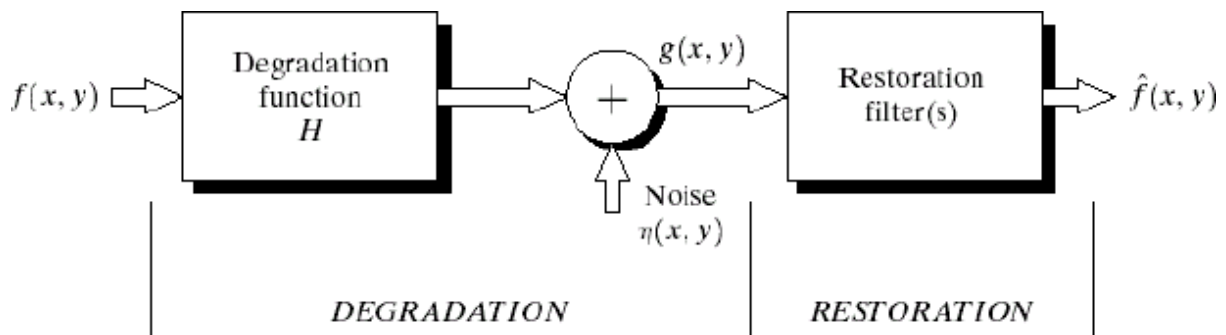 f(x, y)
Degradation
function
H
+
g(x, y)
Noise
η(x, y)
Restoration
filter(s)
f̂(x, y)
DEGRADATION
RESTORATION